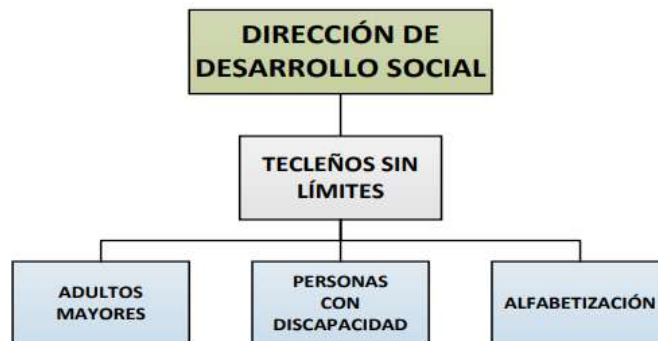 DIRECCIÓN DE
DESARROLLO SOCIAL
TECLEÑOS SIN
LÍMITES
ADULTOS
MAYORES
PERSONAS
CON
DISCAPACIDAD
ALFABETIZACIÓN